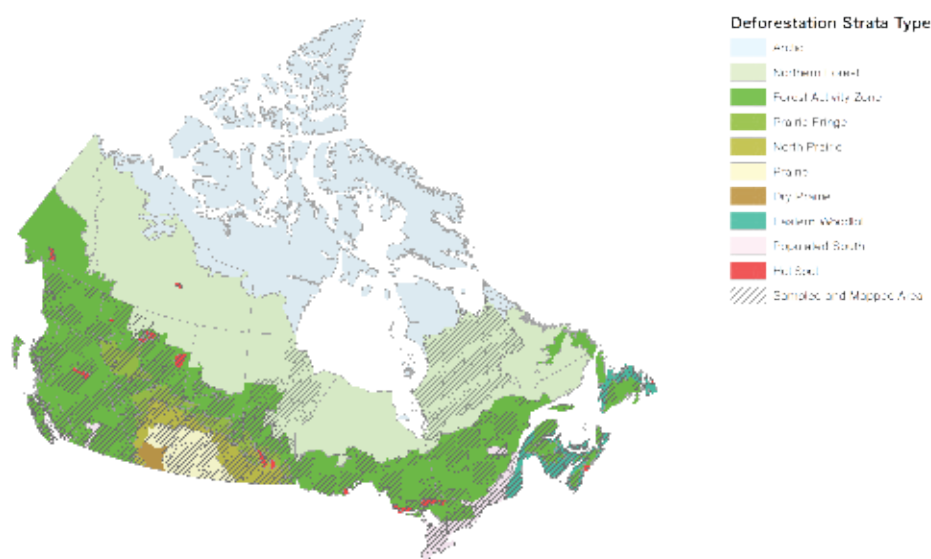 Deforestation Strata Type
Arctic
Northern Forest
Forest Activity Zone
Prairie Fringe
North Prairie
Prairie
Dry Prairie
Eastern Woodlot
Populated South
Hot Spot
Sampled and Mapped Area